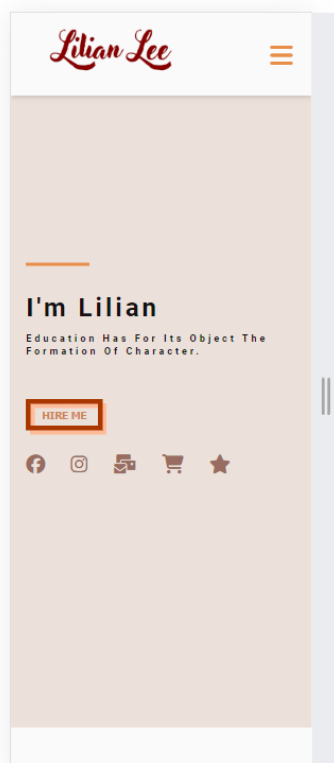 Lilian Lee
I'm Lilian
Education Has For Its Object The
Formation Of Character.
HIRE ME